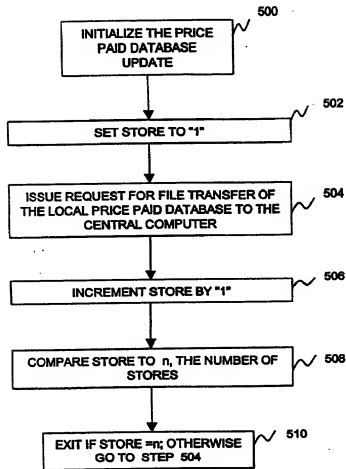 500
INITIALIZE THE PRICE
PAID DATABASE
UPDATE
502
SET STORE TO "1"
504
ISSUE REQUEST FOR FILE TRANSFER OF
THE LOCAL PRICE PAID DATABASE TO THE
CENTRAL COMPUTER
506
INCREMENT STORE BY "1"
508
COMPARE STORE TO n, THE NUMBER OF
STORES
510
EXIT IF STORE =n; OTHERWISE
GO TO STEP 504